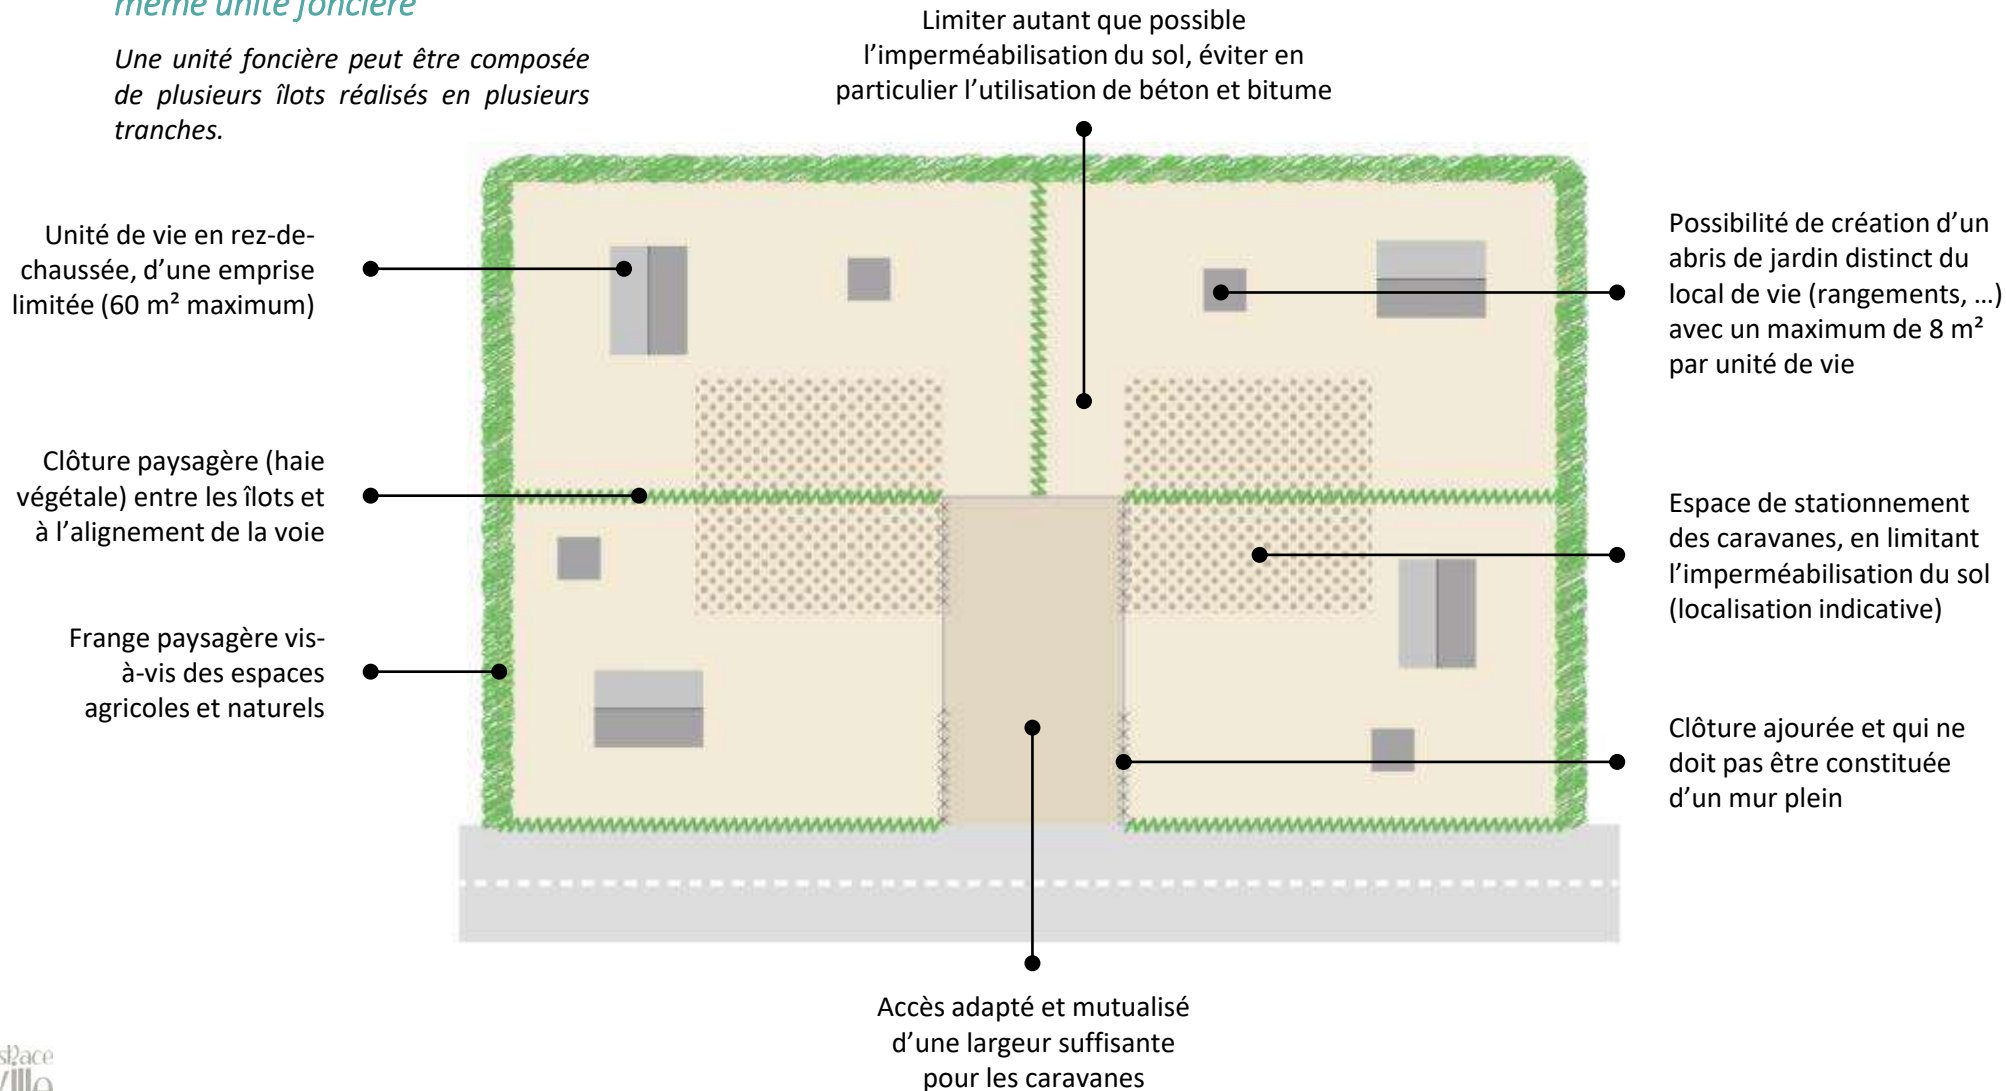 même unité foncière
Une unité foncière peut être composée
de plusieurs îlots réalisés en plusieurs
tranches.
Limiter autant que possible
l’imperméabilisation du sol, éviter en
particulier l’utilisation de béton et bitume
Unité de vie en rez-de-
chaussée, d’une emprise
limitée (60 m² maximum)
Clôture paysagère (haie
végétale) entre les îlots et
à l’alignement de la voie
Frange paysagère vis-
à-vis des espaces
agricoles et naturels
Possibilité de création d’un
abris de jardin distinct du
local de vie (rangements, …)
avec un maximum de 8 m²
par unité de vie
Espace de stationnement
des caravanes, en limitant
l’imperméabilisation du sol
(localisation indicative)
Clôture ajourée et qui ne
doit pas être constituée
d’un mur plein
Accès adapté et mutualisé
d’une largeur suffisante
pour les caravanes